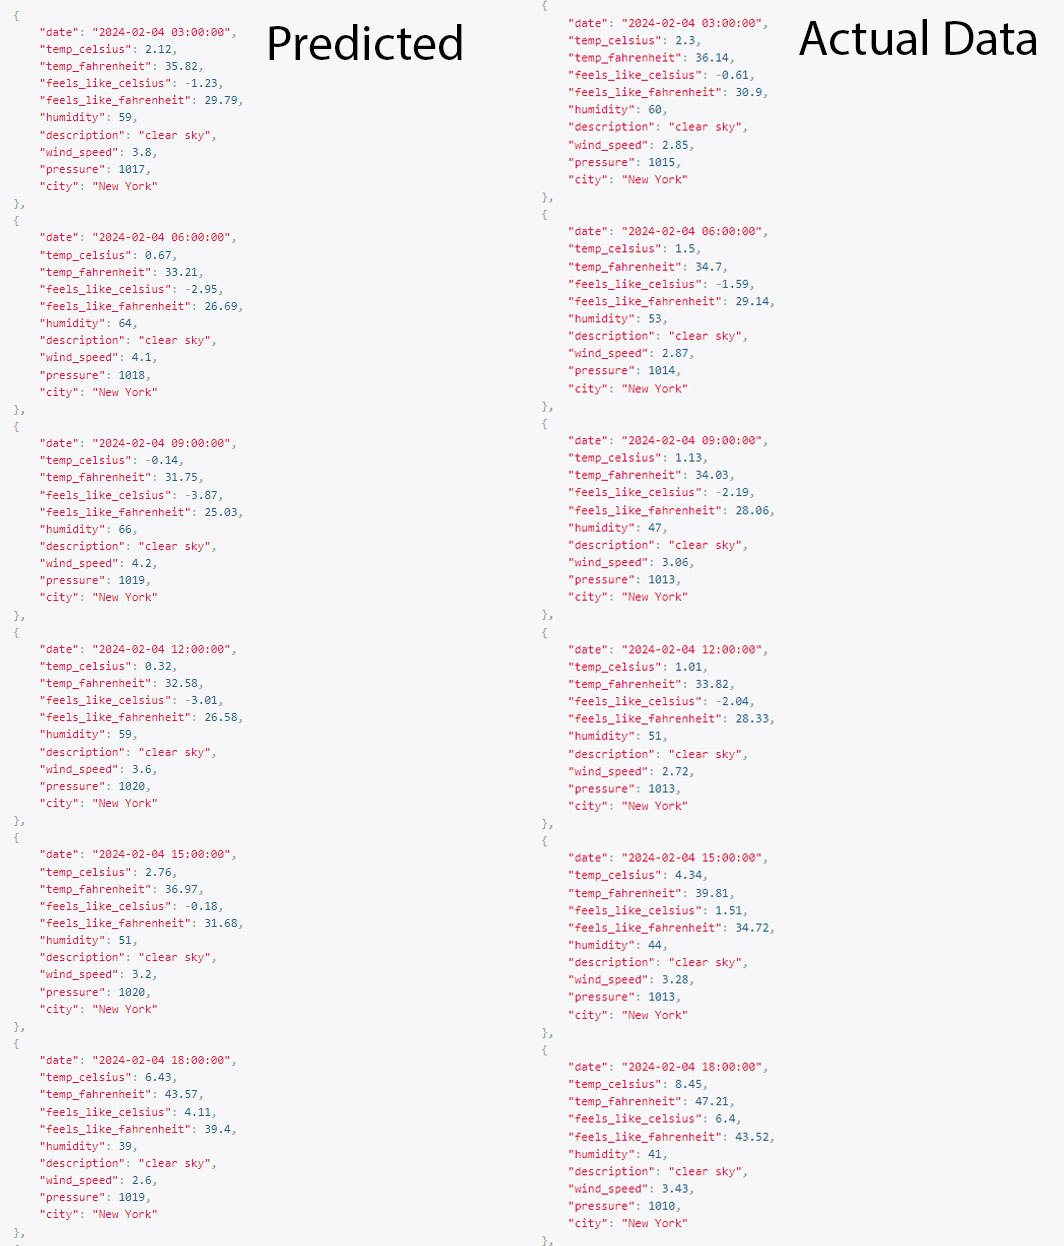 Predicted
{
"date": "2024-02-04 03:00:00",
"temp_celsius": 2.12,
"temp_fahrenheit": 35.82,
"feels_like_celsius": -1.23,
"feels_like_fahrenheit": 29.79,
"humidity": 59,
"description": "clear sky",
"wind_speed": 3.8,
"pressure": 1017,
"city": "New York"
},
{
"date": "2024-02-04 06:00:00",
"temp_celsius": 0.67,
"temp_fahrenheit": 33.21,
"feels_like_celsius": -2.95,
"feels_like_fahrenheit": 26.69,
"humidity": 64,
"description": "clear sky",
"wind_speed": 4.1,
"pressure": 1018,
"city": "New York"
},
{
"date": "2024-02-04 09:00:00",
"temp_celsius": -0.14,
"temp_fahrenheit": 31.75,
"feels_like_celsius": -3.87,
"feels_like_fahrenheit": 25.03,
"humidity": 66,
"description": "clear sky",
"wind_speed": 4.2,
"pressure": 1019,
"city": "New York"
},
{
"date": "2024-02-04 12:00:00",
"temp_celsius": 0.32,
"temp_fahrenheit": 32.58,
"feels_like_celsius": -3.01,
"feels_like_fahrenheit": 26.58,
"humidity": 59,
"description": "clear sky",
"wind_speed": 3.6,
"pressure": 1020,
"city": "New York"
},
{
"date": "2024-02-04 15:00:00",
"temp_celsius": 2.76,
"temp_fahrenheit": 36.97,
"feels_like_celsius": -0.18,
"feels_like_fahrenheit": 31.68,
"humidity": 51,
"description": "clear sky",
"wind_speed": 3.2,
"pressure": 1020,
"city": "New York"
},
{
"date": "2024-02-04 18:00:00",
"temp_celsius": 6.43,
"temp_fahrenheit": 43.57,
"feels_like_celsius": 4.11,
"feels_like_fahrenheit": 39.4,
"humidity": 39,
"description": "clear sky",
"wind_speed": 2.6,
"pressure": 1019,
"city": "New York"
},
Actual Data
{
"date": "2024-02-04 03:00:00",
"temp_celsius": 2.3,
"temp_fahrenheit": 36.14,
"feels_like_celsius": -0.61,
"feels_like_fahrenheit": 30.9,
"humidity": 60,
"description": "clear sky",
"wind_speed": 2.85,
"pressure": 1015,
"city": "New York"
},
{
"date": "2024-02-04 06:00:00",
"temp_celsius": 1.5,
"temp_fahrenheit": 34.7,
"feels_like_celsius": -1.59,
"feels_like_fahrenheit": 29.14,
"humidity": 53,
"description": "clear sky",
"wind_speed": 2.87,
"pressure": 1014,
"city": "New York"
},
{
"date": "2024-02-04 09:00:00",
"temp_celsius": 1.13,
"temp_fahrenheit": 34.03,
"feels_like_celsius": -2.19,
"feels_like_fahrenheit": 28.06,
"humidity": 47,
"description": "clear sky",
"wind_speed": 3.06,
"pressure": 1013,
"city": "New York"
},
{
"date": "2024-02-04 12:00:00",
"temp_celsius": 1.01,
"temp_fahrenheit": 33.82,
"feels_like_celsius": -2.04,
"feels_like_fahrenheit": 28.33,
"humidity": 51,
"description": "clear sky",
"wind_speed": 2.72,
"pressure": 1013,
"city": "New York"
},
{
"date": "2024-02-04 15:00:00",
"temp_celsius": 4.34,
"temp_fahrenheit": 39.81,
"feels_like_celsius": 1.51,
"feels_like_fahrenheit": 34.72,
"humidity": 44,
"description": "clear sky",
"wind_speed": 3.28,
"pressure": 1013,
"city": "New York"
},
{
"date": "2024-02-04 18:00:00",
"temp_celsius": 8.45,
"temp_fahrenheit": 47.21,
"feels_like_celsius": 6.4,
"feels_like_fahrenheit": 43.52,
"humidity": 41,
"description": "clear sky",
"wind_speed": 3.43,
"pressure": 1010,
"city": "New York"
},